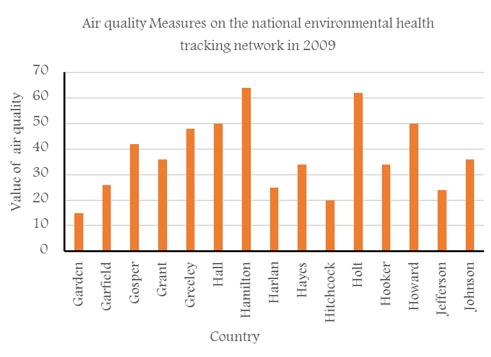 Air quality Measures on the national environmental health
tracking network in 2009
Value of air quality
70
60
50
40
30
20
10
0
Garden
Garfield
Gosper
Grant
Greeley
Hall
Hamilton
Harlan
Hayes
Hitchcock
Holt
Hooker
Howard
Jefferson
Johnson
Country